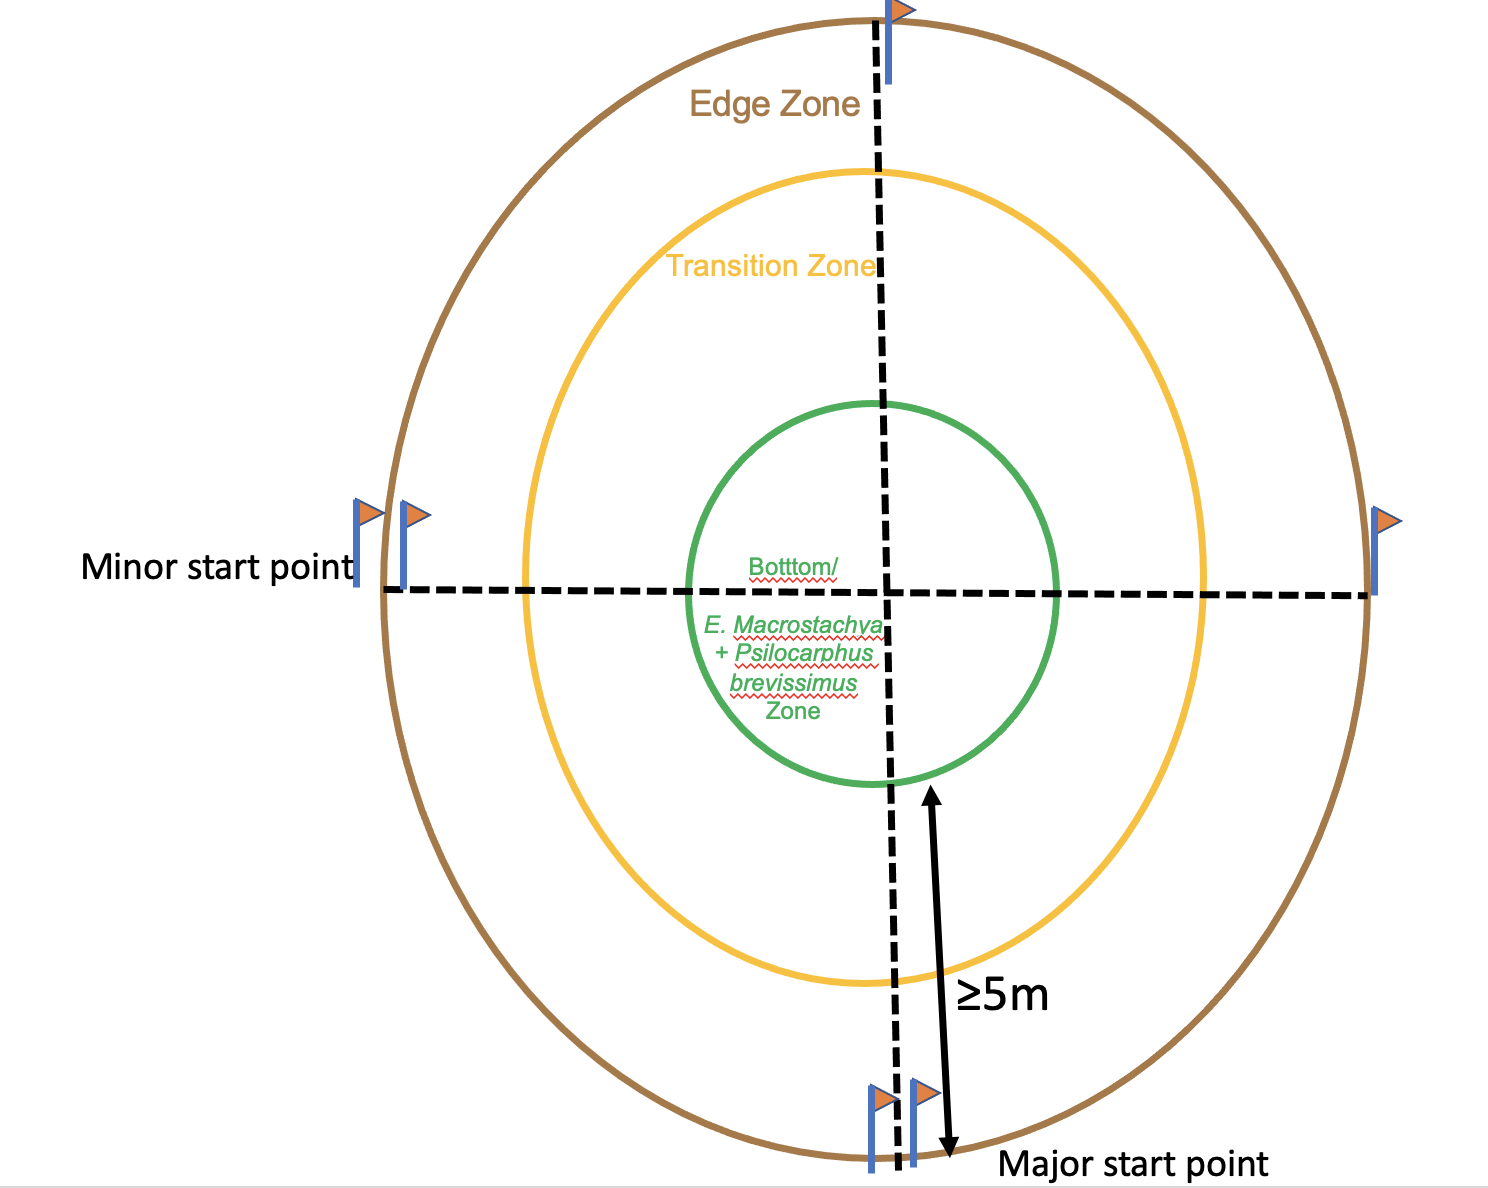 Edge Zone
Transition Zone
Minor start point
Botttom/
E. Macrostachya
+ Psilocarphus
brevissimus
Zone
≥5m
Major start point